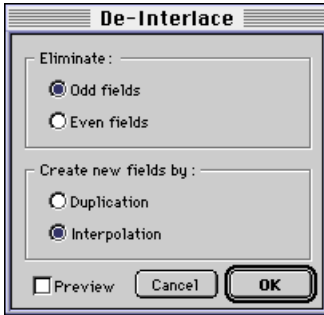 De-Interlace
Eliminate:
Odd fields
Even fields
Create new fields by:
Duplication
Interpolation
Preview Cancel OK